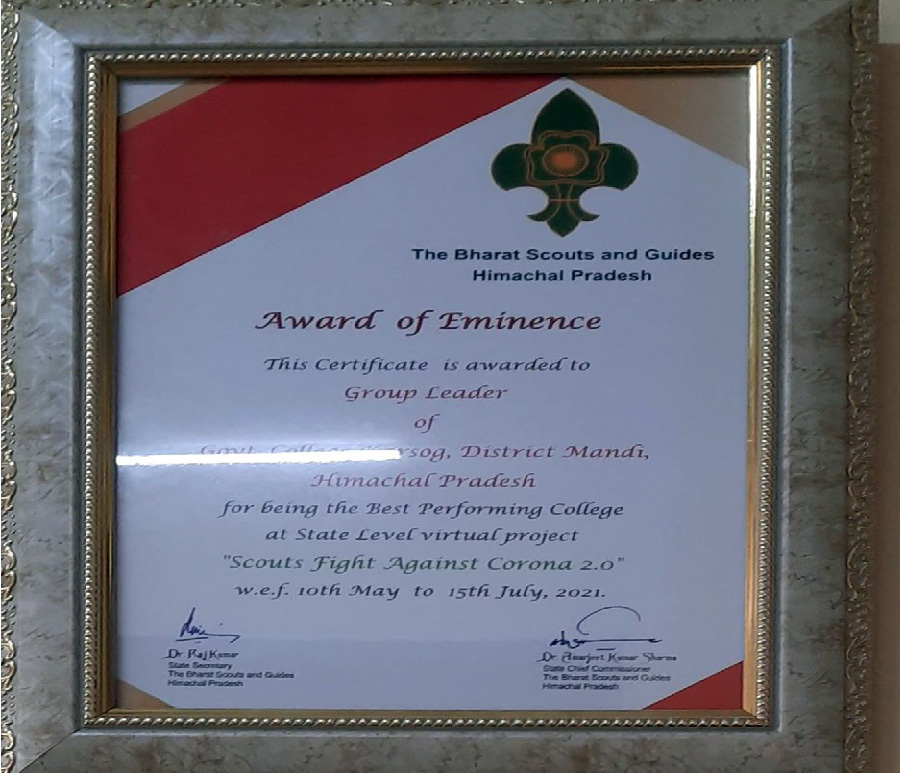 The Bharat Scouts and Guides
Himachal Pradesh
Award of Eminence
This Certificate is awarded to
Group Leader
of
Govt. College Karsog, District Mandi,
Himachal Pradesh
for being the Best Performing College
at State Level virtual project
"Scouts Fight Against Corona 2.0"
w.e.f. 10th May to 15th July, 2021.
Dr Raj Kumar
State Secretary
The Bharat Scouts and Guides
Himachal Pradesh
Dr Amarjeet Kumar Sharma
State Chief Commissioner
The Bharat Scouts and Guides
Himachal Pradesh